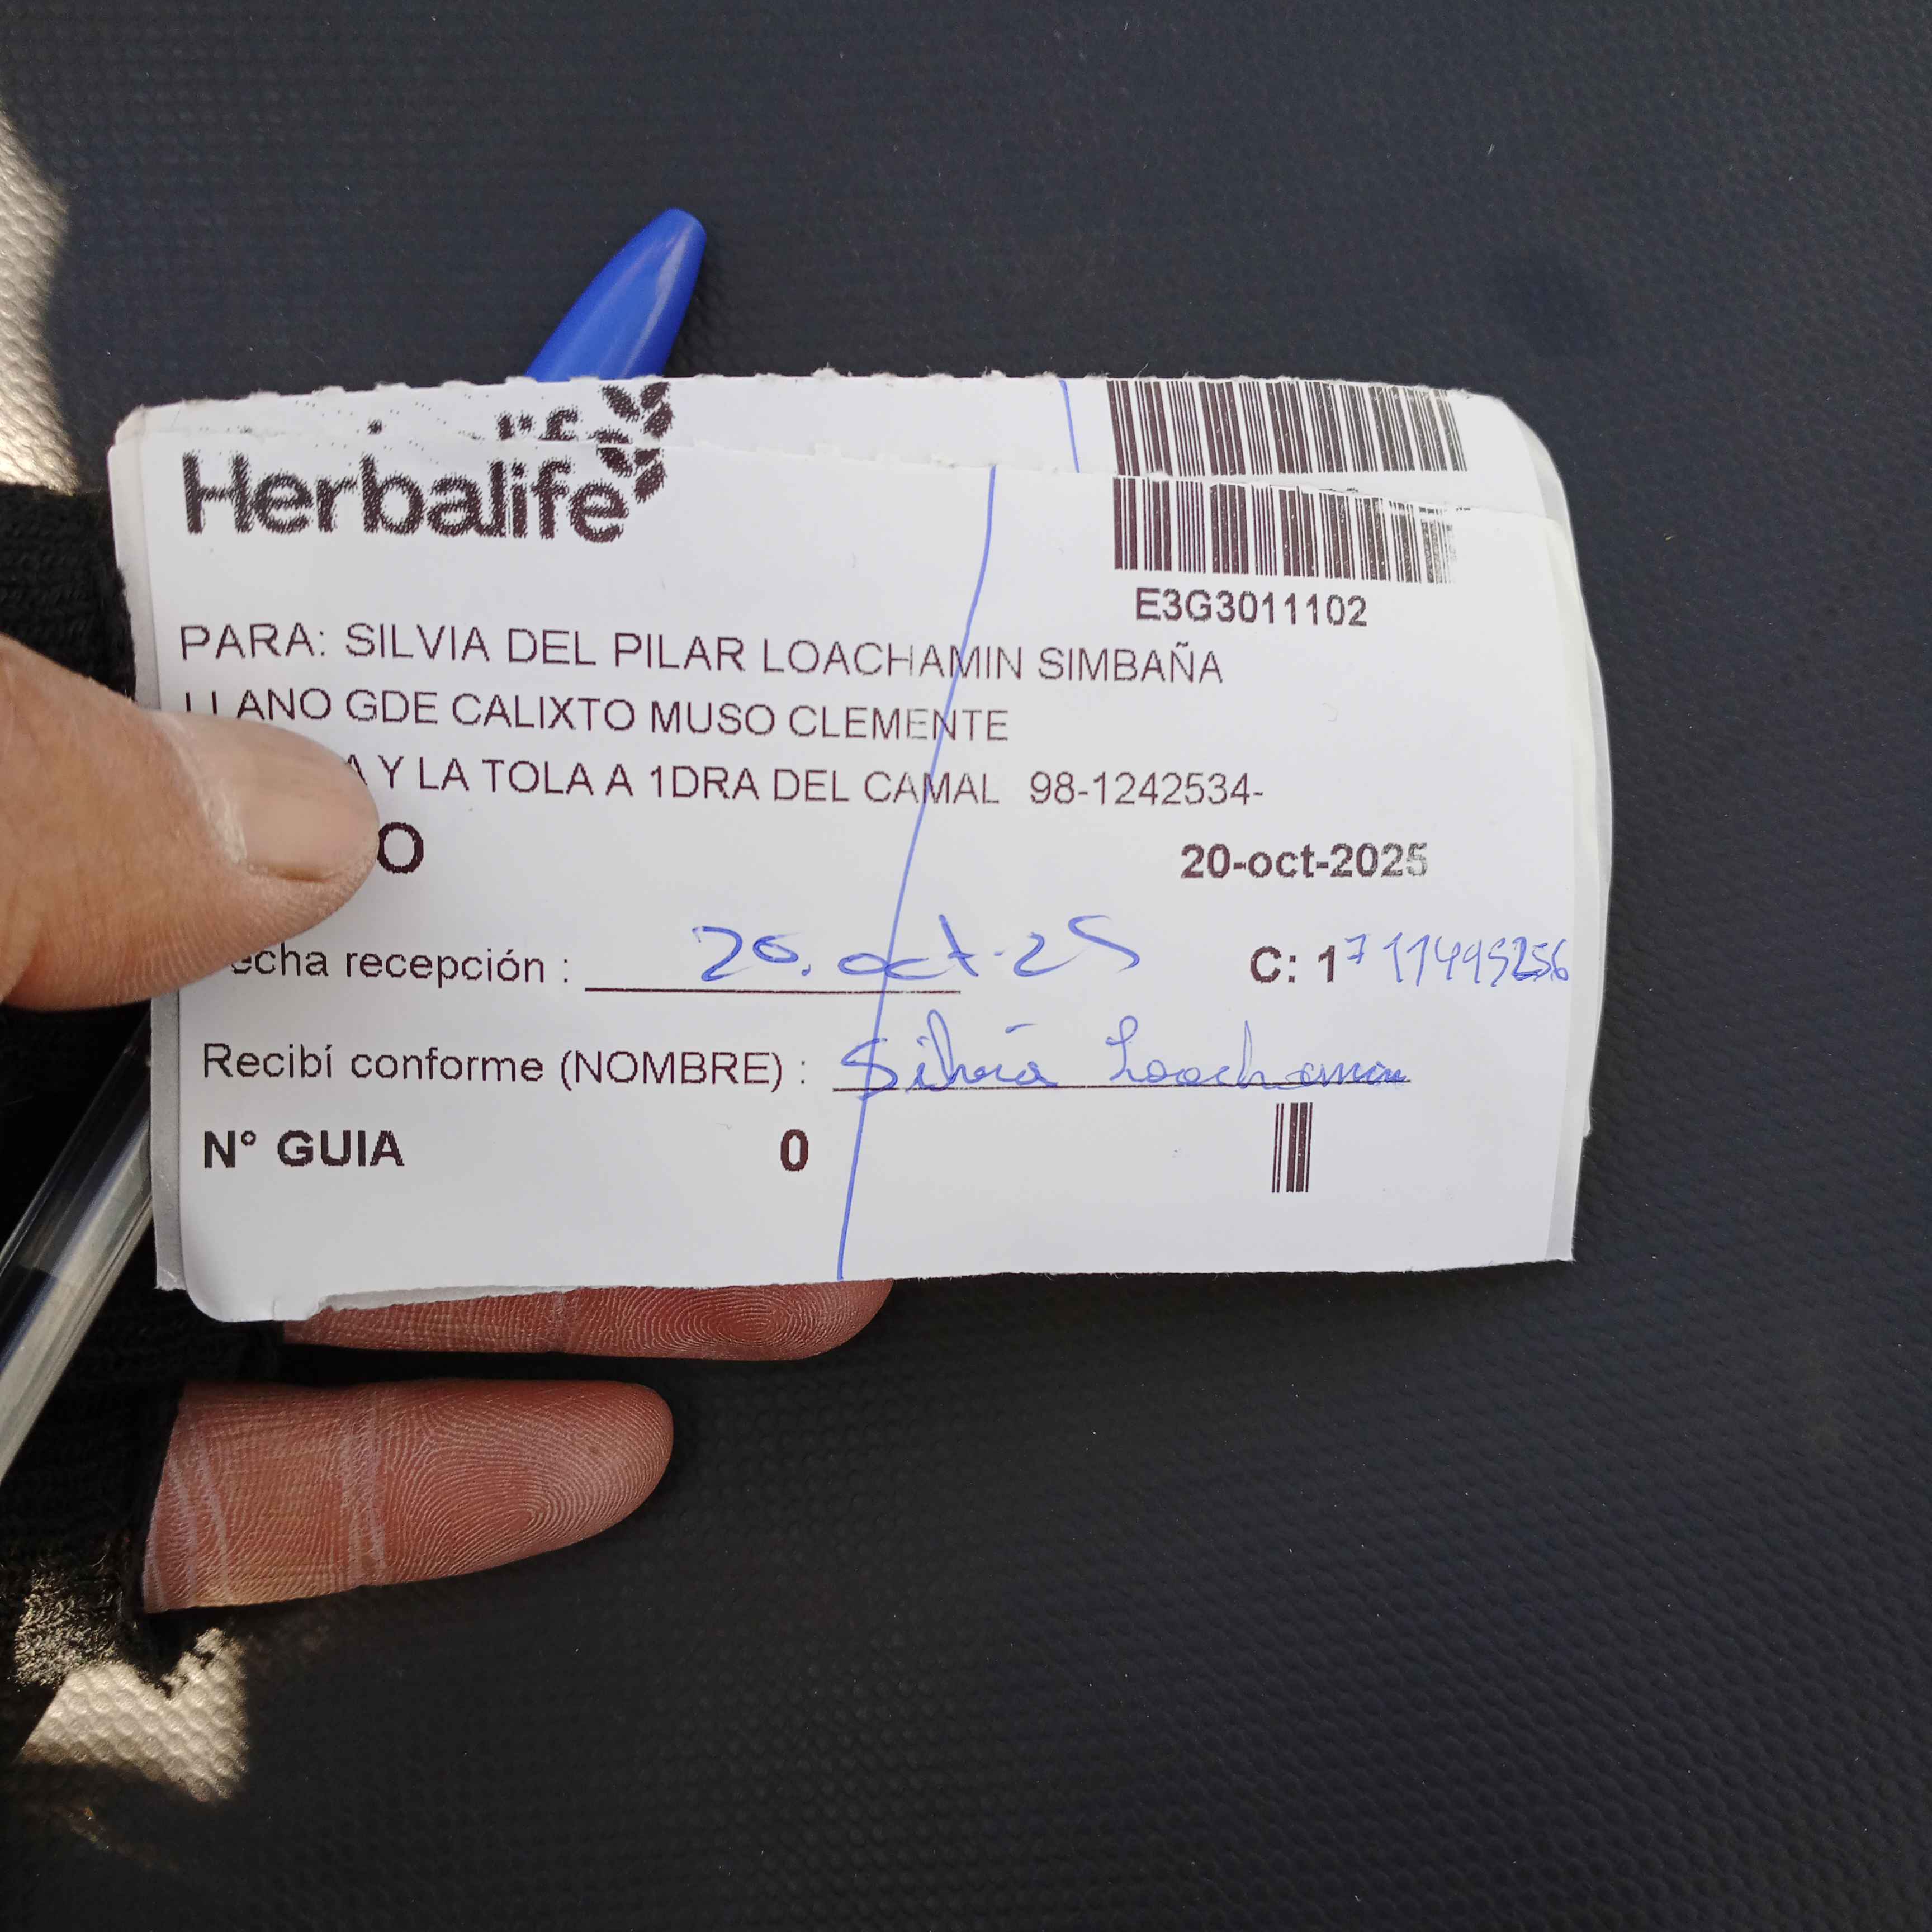 Herbalife
E3G3011102
PARA: SILVIA DEL PILAR LOACHAMIN SIMBAÑA
LLANO GDE CALIXTO MUSO CLEMENTE
A Y LA TOLA A 1DRA DEL CAMAL 98-1242534-
O
20-oct-2025
echa recepción : 20. oct. 25 C: 1711495256
Recibí conforme (NOMBRE) : Silvia Loachamin
N° GUIA 0